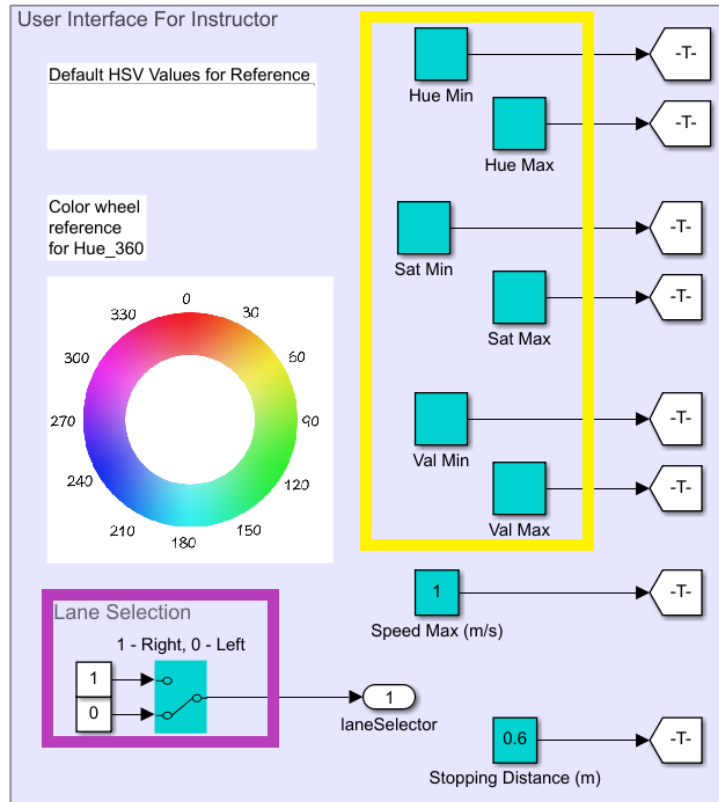 User Interface For Instructor
Default HSV Values for Reference
Hue Min
-T-
Hue Max
-T-
Color wheel
reference
for Hue_360
Sat Min
-T-
Sat Max
-T-
0
30
60
90
120
150
180
210
240
270
300
330
Val Min
-T-
Val Max
-T-
1
Speed Max (m/s)
-T-
Lane Selection
1 - Right, 0 - Left
1
0
1
laneSelector
0.6
Stopping Distance (m)
-T-